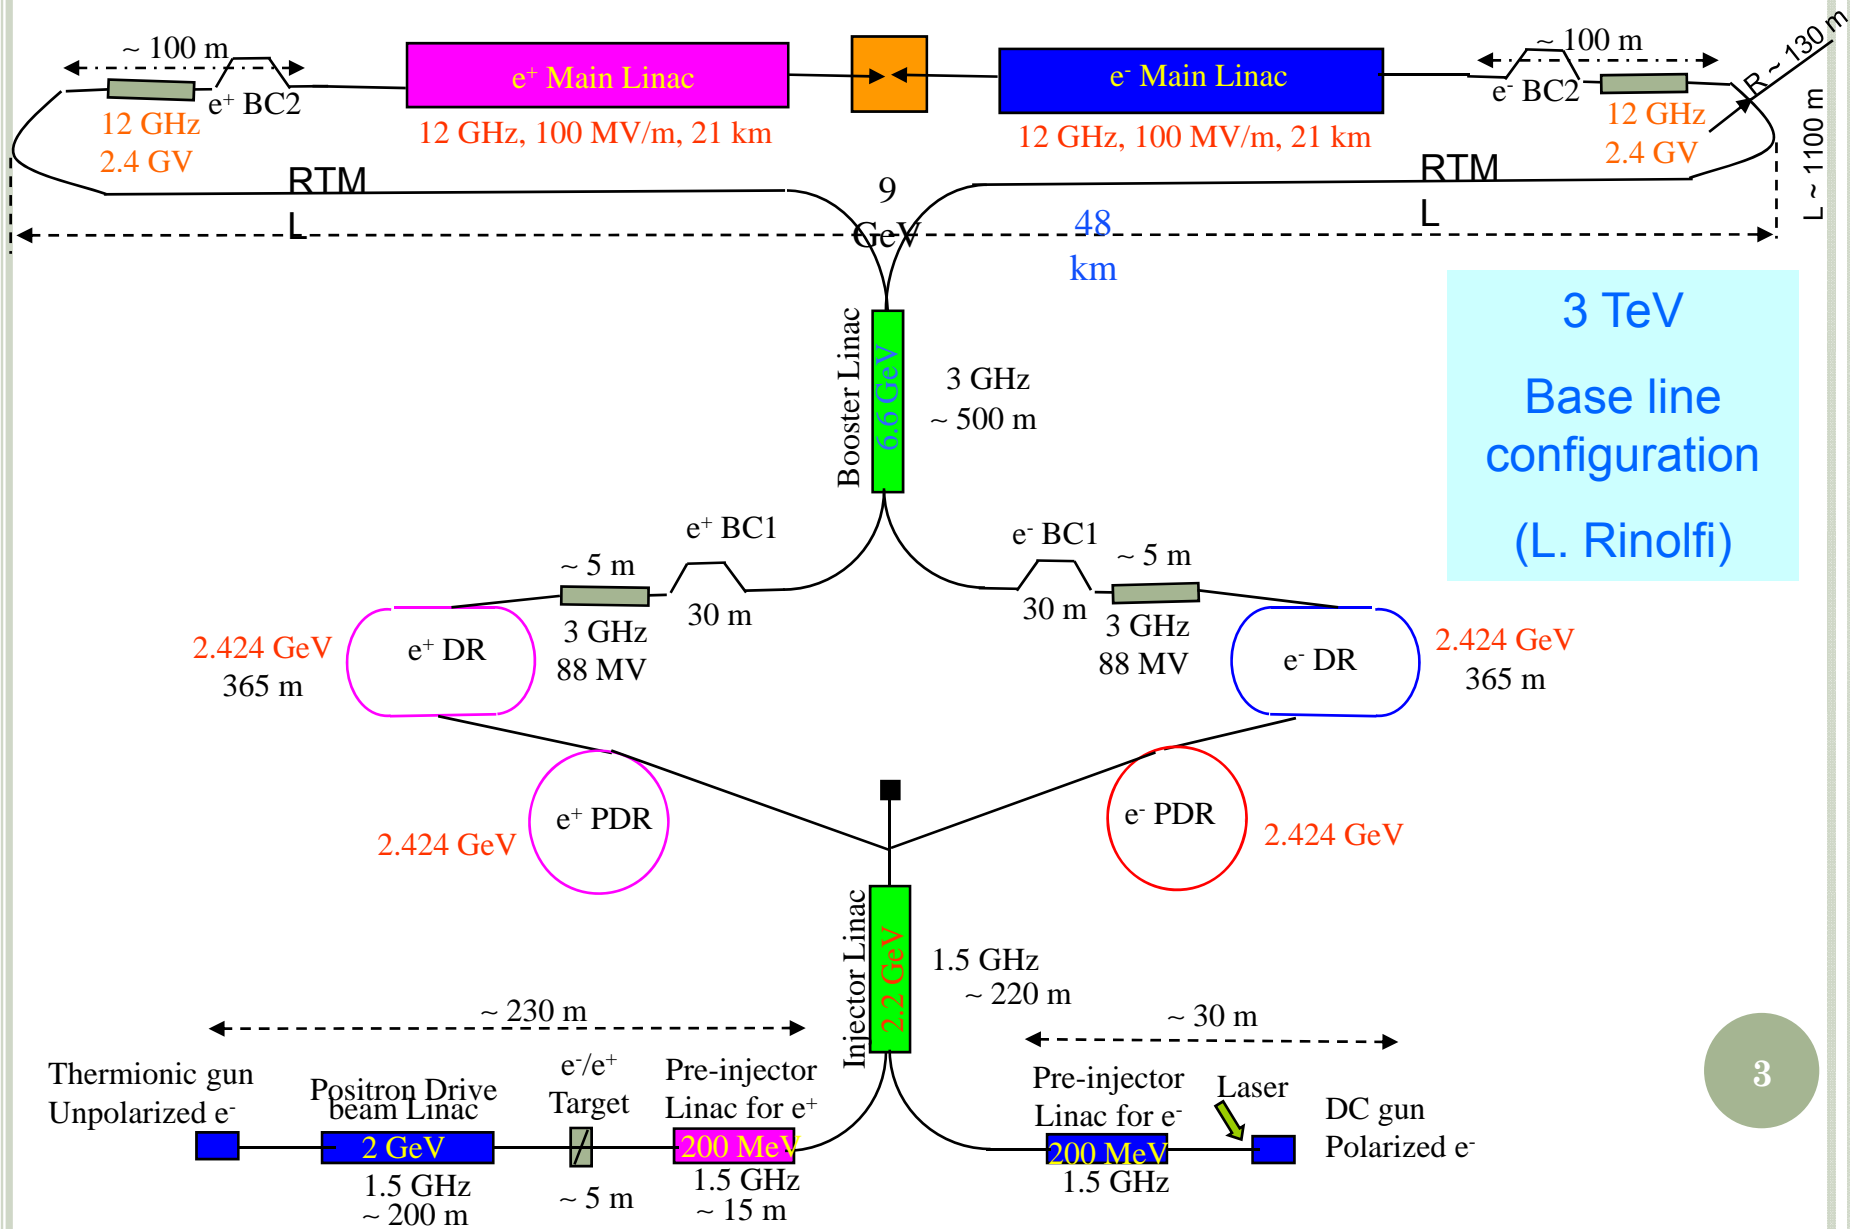 ~ 100 m
e+ Main Linac
e- Main Linac
~ 100 m
R ~ 130 m
e+ BC2
e- BC2
12 GHz
2.4 GV
12 GHz, 100 MV/m, 21 km
12 GHz, 100 MV/m, 21 km
12 GHz
2.4 GV
L ~ 1100 m
RTM
L
9
GeV
48
km
RTM
L
3 TeV
Base line
configuration
(L. Rinolfi)
Booster Linac
6.6 GeV
3 GHz
~ 500 m
e+ BC1
e- BC1
~ 5 m
30 m
30 m
~ 5 m
3 GHz
88 MV
3 GHz
88 MV
2.424 GeV
365 m
e+ DR
e- DR
2.424 GeV
365 m
e+ PDR
2.424 GeV
e- PDR
2.424 GeV
Injector Linac
2.2 GeV
1.5 GHz
~ 220 m
~ 230 m
~ 30 m
Thermionic gun
Unpolarized e-
Positron Drive
beam Linac
2 GeV
1.5 GHz
~ 200 m
e-/e+
Target
~ 5 m
Pre-injector
Linac for e+
200 MeV
1.5 GHz
~ 15 m
Pre-injector
Linac for e-
200 MeV
1.5 GHz
Laser
DC gun
Polarized e-
3